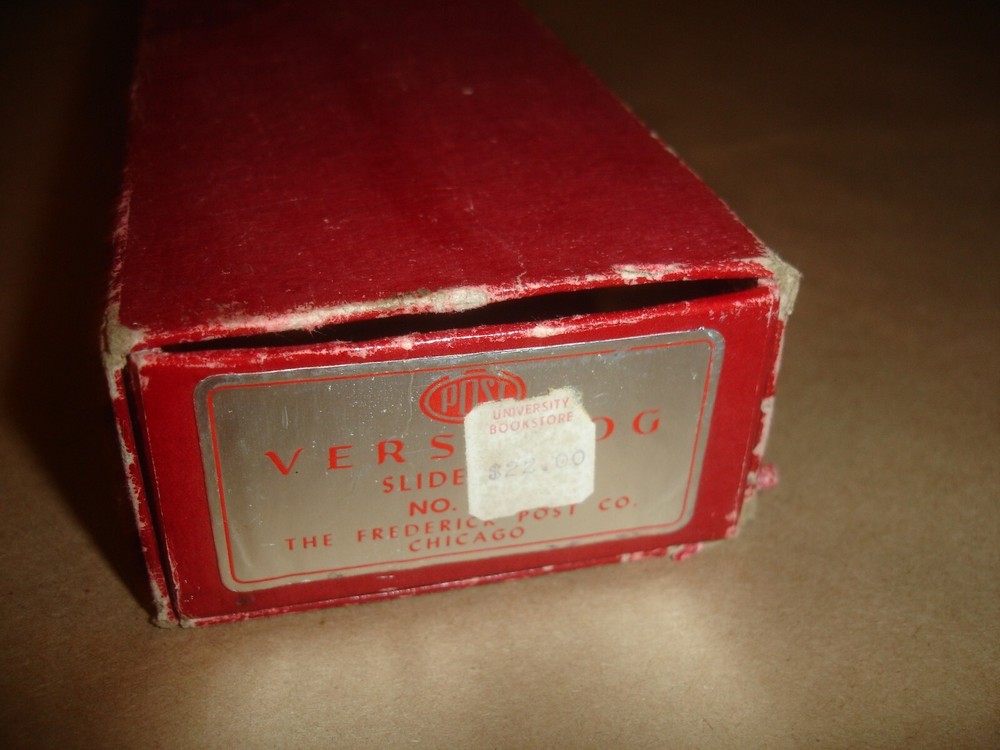 POST
UNIVERSITY
BOOKSTORE
VERS OG
$22.00
SLIDE
NO.
THE FREDERICK POST CO.
CHICAGO